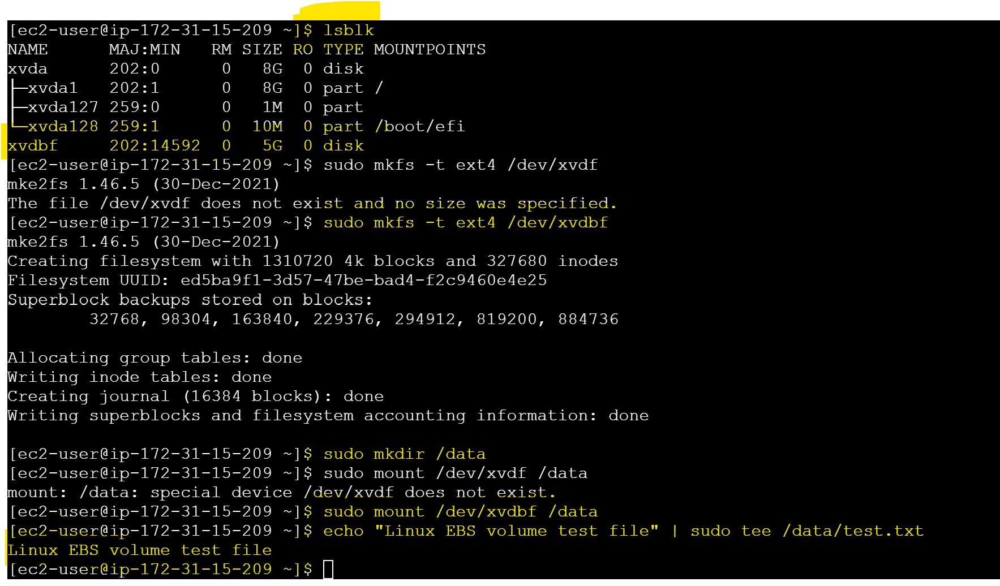 [ec2-user@ip-172-31-15-209 ~]$ lsblk
NAME      MAJ:MIN   RM SIZE RO TYPE MOUNTPOINTS
xvda      202:0      0   8G  0 disk
├─xvda1   202:1      0   8G  0 part /
├─xvda127 259:0      0   1M  0 part
└─xvda128 259:1      0  10M  0 part /boot/efi
xvdbf     202:14592  0   5G  0 disk
[ec2-user@ip-172-31-15-209 ~]$ sudo mkfs -t ext4 /dev/xvdf
mke2fs 1.46.5 (30-Dec-2021)
The file /dev/xvdf does not exist and no size was specified.
[ec2-user@ip-172-31-15-209 ~]$ sudo mkfs -t ext4 /dev/xvdbf
mke2fs 1.46.5 (30-Dec-2021)
Creating filesystem with 1310720 4k blocks and 327680 inodes
Filesystem UUID: ed5ba9f1-3d57-47be-bad4-f2c9460e4e25
Superblock backups stored on blocks:
        32768, 98304, 163840, 229376, 294912, 819200, 884736
Allocating group tables: done
Writing inode tables: done
Creating journal (16384 blocks): done
Writing superblocks and filesystem accounting information: done
[ec2-user@ip-172-31-15-209 ~]$ sudo mkdir /data
[ec2-user@ip-172-31-15-209 ~]$ sudo mount /dev/xvdf /data
mount: /data: special device /dev/xvdf does not exist.
[ec2-user@ip-172-31-15-209 ~]$ sudo mount /dev/xvdbf /data
[ec2-user@ip-172-31-15-209 ~]$ echo "Linux EBS volume test file" | sudo tee /data/test.txt
Linux EBS volume test file
[ec2-user@ip-172-31-15-209 ~]$